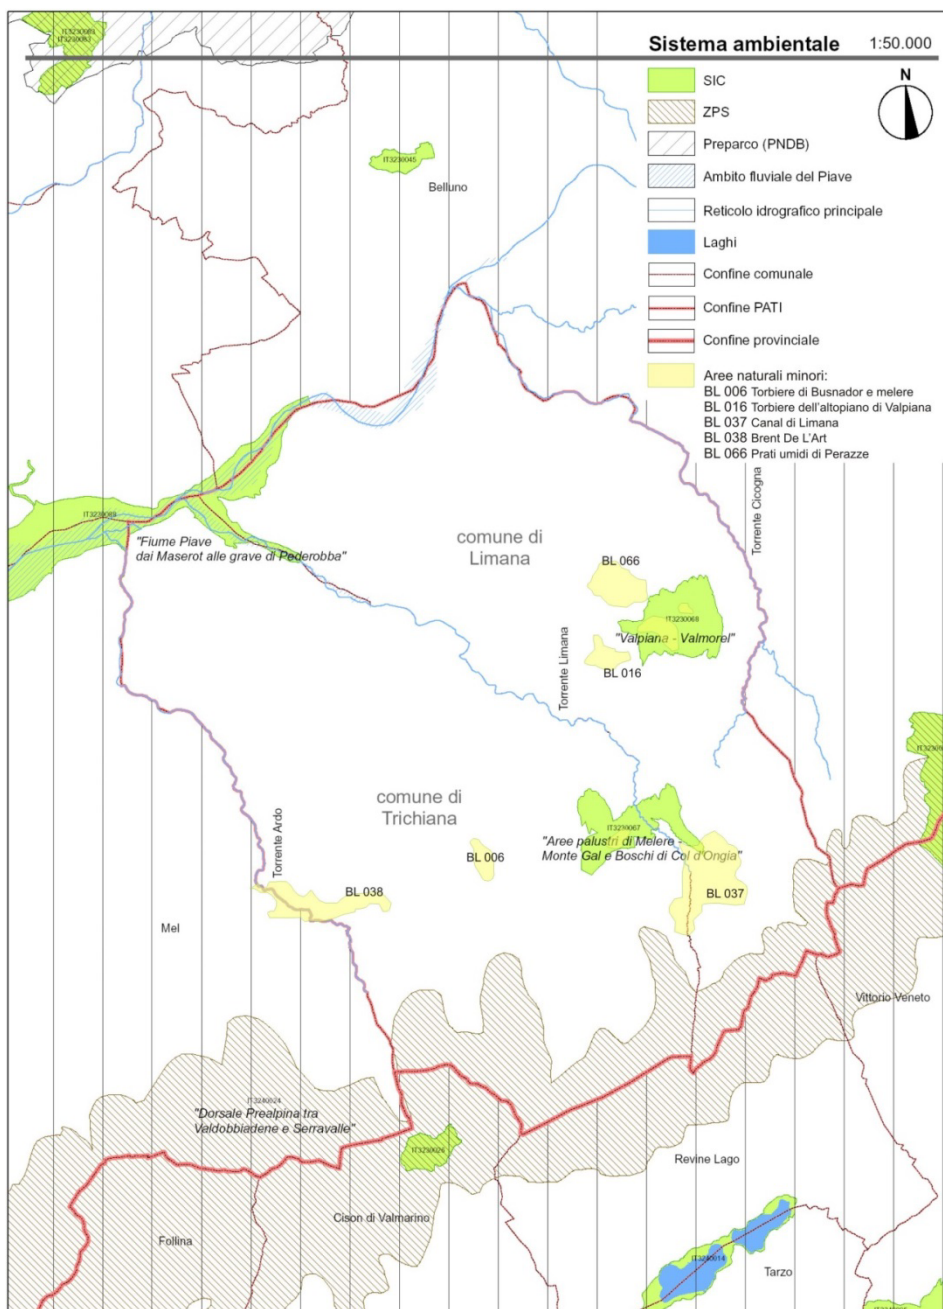 IT3230083
IT3230083
Sistema ambientale 1:50.000
N
SIC
ZPS
Preparco (PNDB)
Ambito fluviale del Piave
Reticolo idrografico principale
Laghi
Confine comunale
Confine PATI
Confine provinciale
Aree naturali minori:
BL 006 Torbiere di Busnador e melere
BL 016 Torbiere dell'altopiano di Valpiana
BL 037 Canal di Limana
BL 038 Brent De L'Art
BL 066 Prati umidi di Perazze
IT3230045
Belluno
"Fiume Piave
dai Maserot alle grave di Pederobba"
comune di
Limana
Torrente Cicogna
BL 066
IT3230068
"Valpiana - Valmorel"
BL 016
Torrente Limana
comune di
Trichiana
IT3230067
"Aree palustri di Melere -
Monte Gal e Boschi di Col d'Ongia"
Torrente Ardo
BL 006
BL 037
BL 038
Mel
Vittorio Veneto
IT3240024
"Dorsale Prealpina tra
Valdobbiadene e Serravalle"
Revine Lago
Cison di Valmarino
Follina
IT3240014
Tarzo